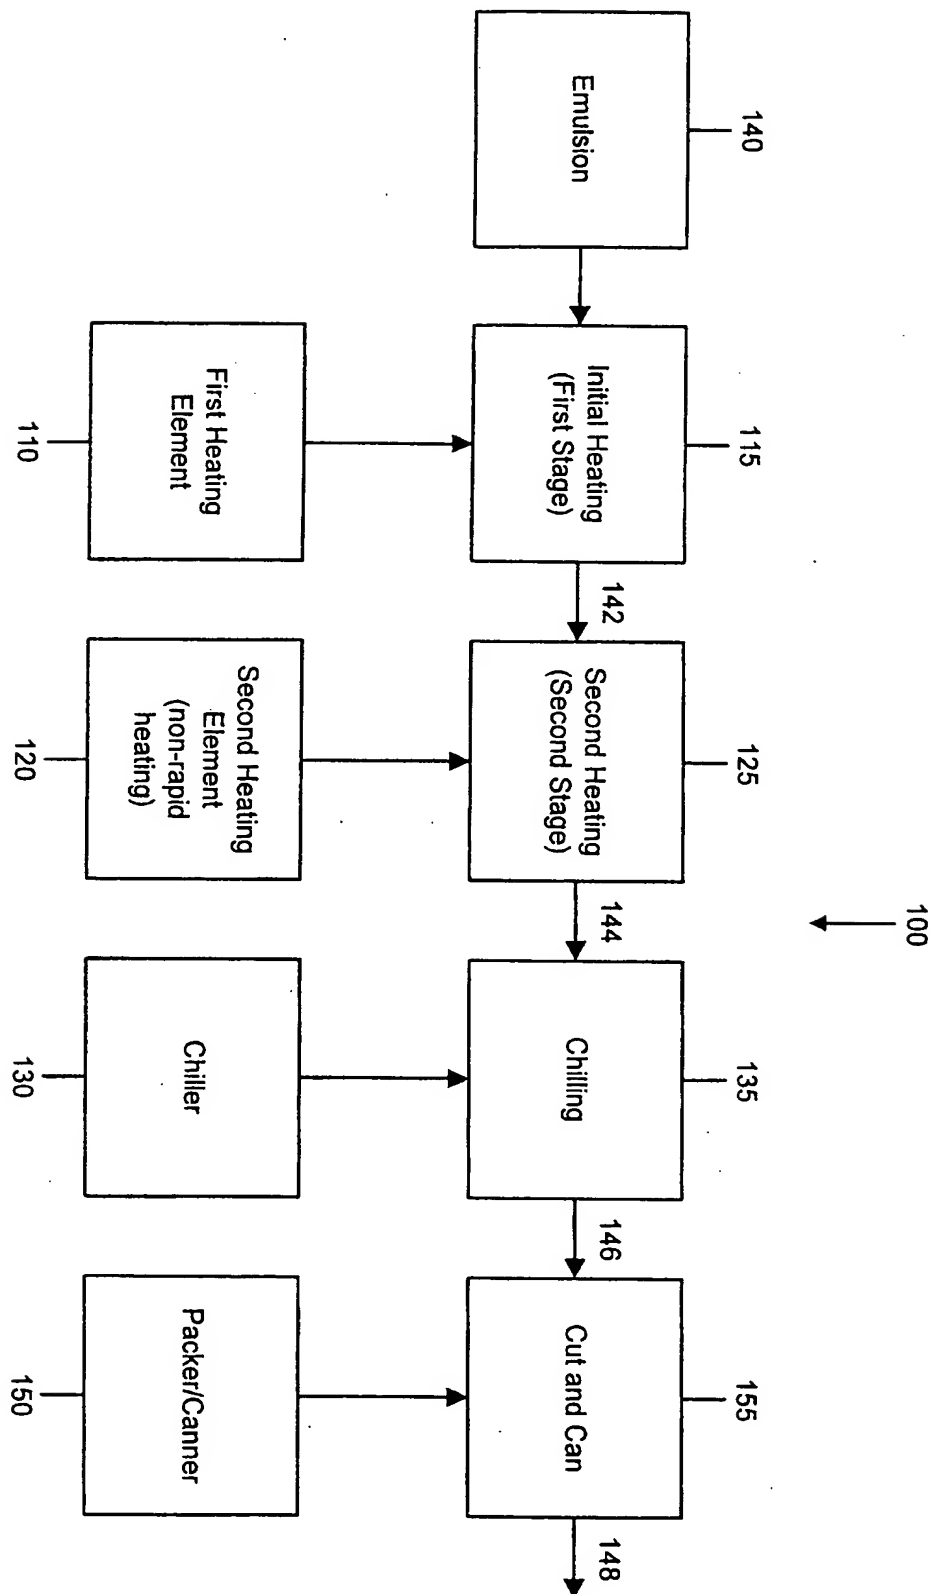 100
140
115
125
135
155
Emulsion
Initial Heating
(First Stage)
142
Second Heating
(Second Stage)
144
Chilling
146
Cut and Can
148
First Heating
Element
Second Heating
Element
(non-rapid
heating)
Chiller
Packer/Canner
110
120
130
150